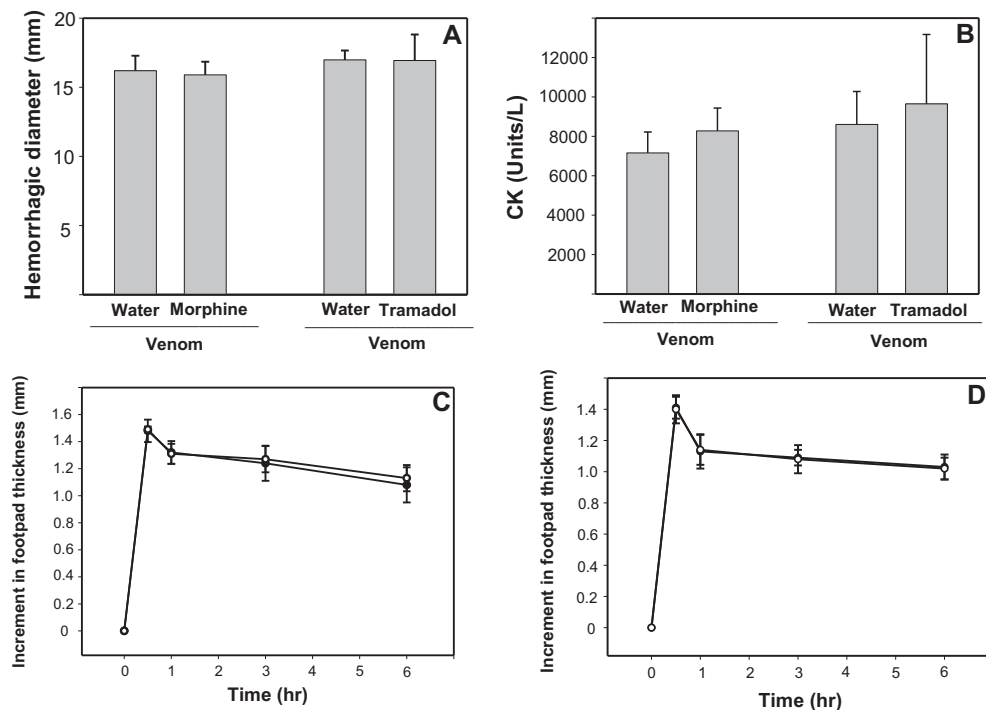 A
Hemorrhagic diameter (mm)
20
15
10
5
0
Water Morphine Water Tramadol
Venom Venom
B
CK (Units/L)
12000
10000
8000
6000
4000
2000
0
Water Morphine Water Tramadol
Venom Venom
C
Increment in footpad thickness (mm)
1.6
1.4
1.2
1.0
0.8
0.6
0.4
0.2
0
0 1 2 3 4 5 6
Time (hr)
D
Increment in footpad thickness (mm)
1.4
1.2
1.0
0.8
0.6
0.4
0.2
0
0 1 2 3 4 5 6
Time (hr)